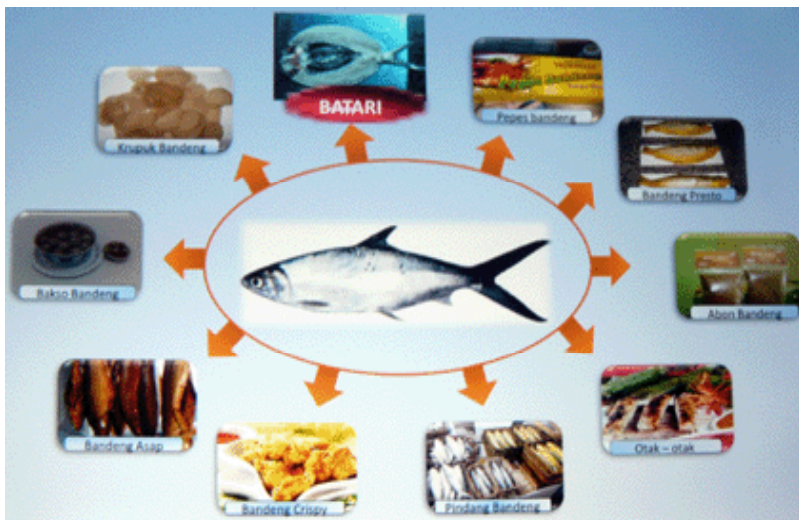 BATARI
Pepes bandeng
Krupuk Bandeng
Bandeng Presto
Bakso Bandeng
Abon Bandeng
Bandeng Asap
Otak - otak
Bandeng Crispy
Pindang Bandeng